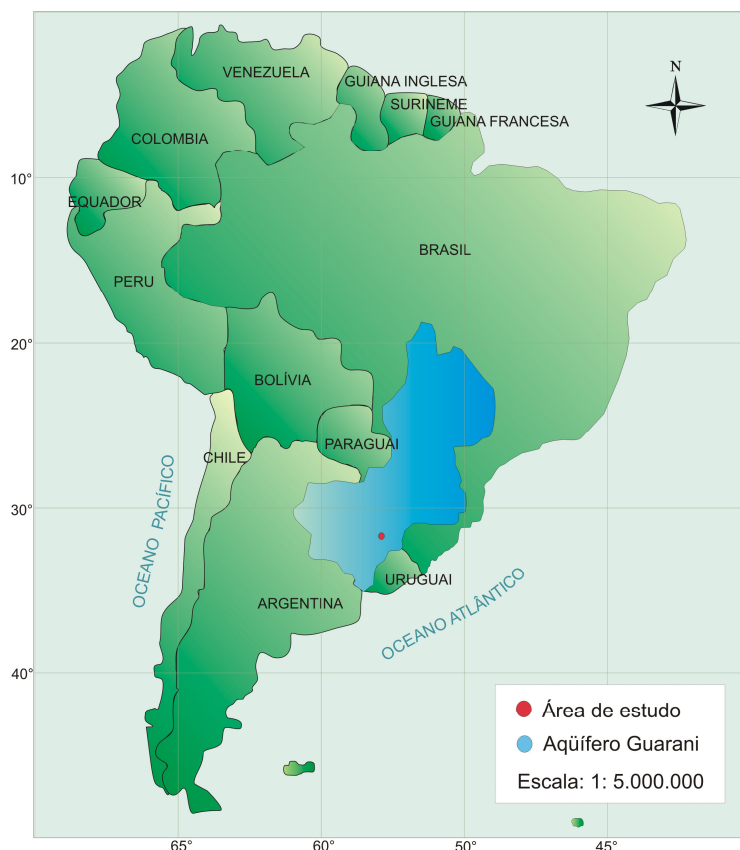 VENEZUELA
GUIANA INGLESA
SURINEME
GUIANA FRANCESA
COLOMBIA
N
10°
EQUADOR
BRASIL
PERU
20°
BOLÍVIA
PARAGUAI
CHILE
OCEANO PACÍFICO
30°
URUGUAI
ARGENTINA
OCEANO ATLÂNTICO
40°
Área de estudo
Aqüífero Guarani
Escala: 1: 5.000.000
65°
60°
50°
45°